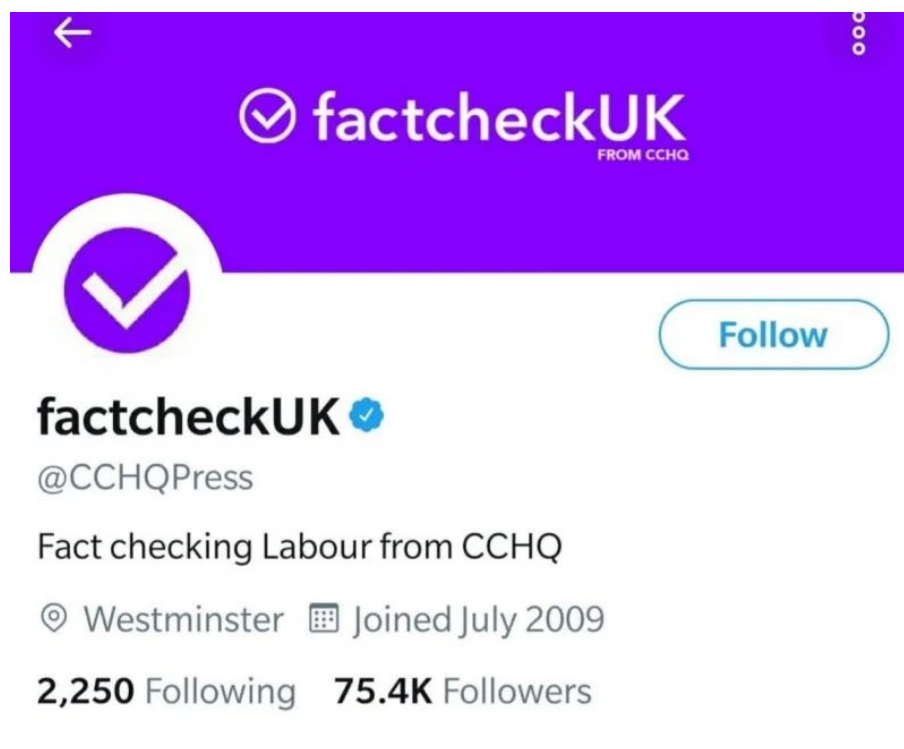 factcheckUK
FROM CCHQ
Follow
factcheckUK
@CCHQPress
Fact checking Labour from CCHQ
Westminster Joined July 2009
2,250 Following 75.4K Followers